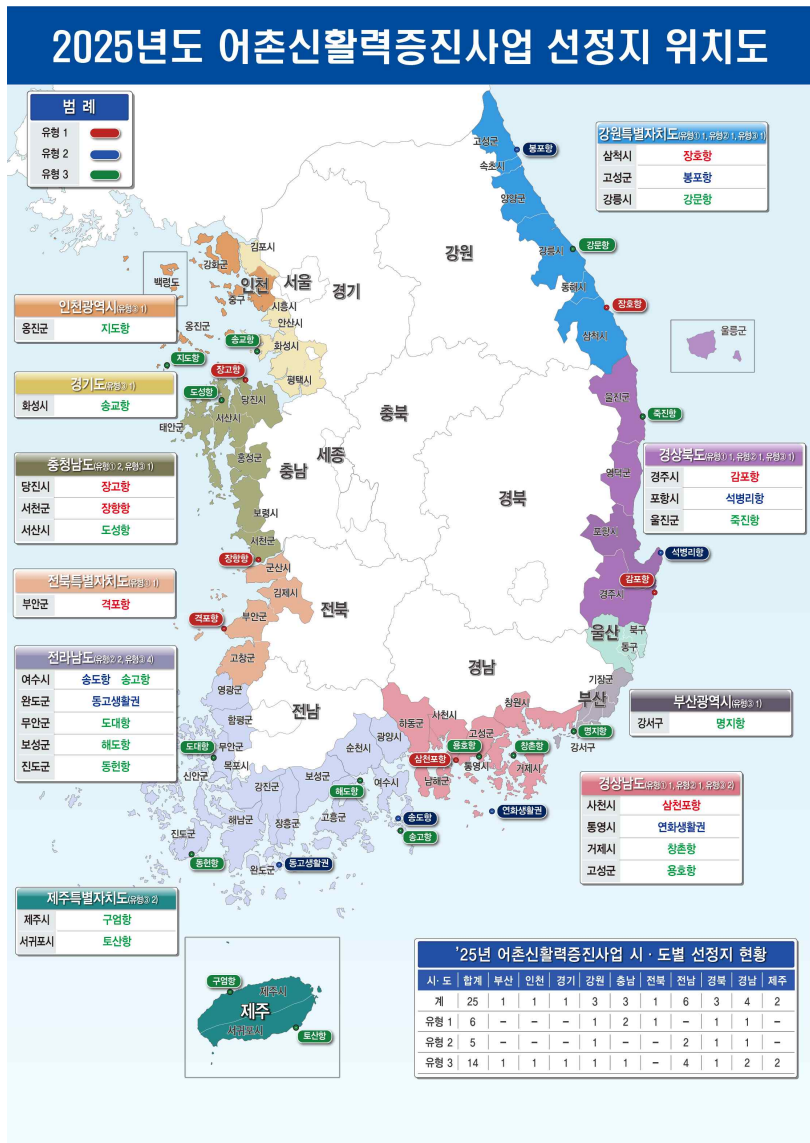 2025년도 어촌신활력증진사업 선정지 위치도
범 례
유형 1
유형 2
유형 3
강원특별자치도(유형① 1, 유형② 1, 유형③ 1)
삼척시 장호항
고성군 봉포항
강릉시 강문항
인천광역시(유형③ 1)
옹진군 지도항
경기도(유형③ 1)
화성시 송교항
충청남도(유형① 2, 유형③ 1)
당진시 장고항
서천군 장항항
서산시 도성항
전북특별자치도(유형① 1)
부안군 격포항
전라남도(유형② 2, 유형③ 4)
여수시 송도항 송고항
완도군 동고생활권
무안군 도대항
보성군 해도항
진도군 동헌항
제주특별자치도(유형③ 2)
제주시 구엄항
서귀포시 토산항
경상북도(유형① 1, 유형② 1, 유형③ 1)
경주시 감포항
포항시 석병리항
울진군 죽진항
부산광역시(유형③ 1)
강서구 명지항
경상남도(유형① 1, 유형② 1, 유형③ 2)
사천시 삼천포항
통영시 연화생활권
거제시 창촌항
고성군 용호항
고성군
봉포항
속초시
양양군
강원
강릉시
강문항
동해시
장호항
삼척시
울릉군
김포시
강화군
백령도
인천
서울
경기
중구
시흥시
안산시
옹진군
송교항
화성시
지도항
장고항
평택시
도성항
당진시
서산시
태안군
홍성군
충남
세종
충북
보령시
서천군
장항항
울진군
죽진항
영덕군
경북
포항시
석병리항
감포항
경주시
군산시
김제시
전북
격포항
부안군
고창군
울산
북구
동구
경남
기장군
부산
명지항
강서구
영광군
함평군
전남
무안군
도대항
목포시
신안군
순천시
광양시
하동군
사천시
창원시
고성군
용호항
창촌항
삼천포항
통영시
거제시
남해군
강진군
보성군
여수시
해도항
해남군
장흥군
고흥군
송도항
송고항
연화생활권
진도군
동헌항
완도군
동고생활권
구엄항
제주시
제주
서귀포시
토산항
'25년 어촌신활력증진사업 시·도별 선정지 현황
시·도 합계 부산 인천 경기 강원 충남 전북 전남 경북 경남 제주
계 25 1 1 1 3 3 1 6 3 4 2
유형 1 6 – – – 1 2 1 – 1 1 –
유형 2 5 – – – 1 – – 2 1 1 –
유형 3 14 1 1 1 1 1 – 4 1 2 2